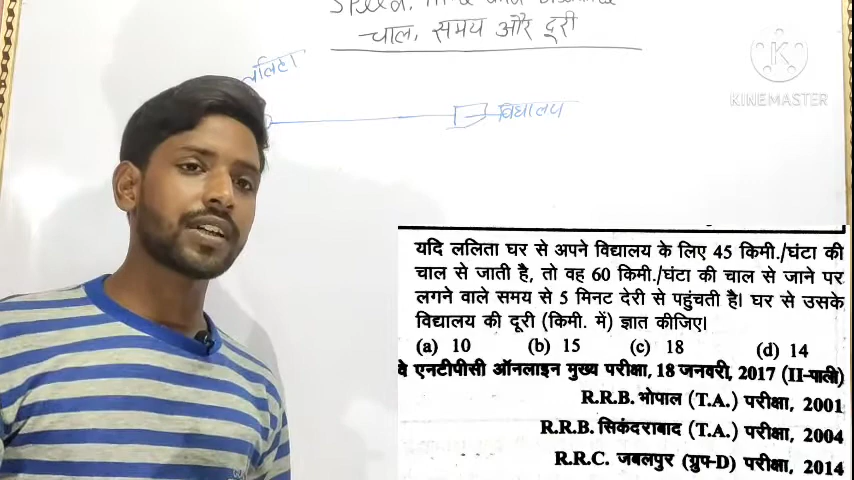 चाल, समय और दूरी
KINEMASTER
विद्यालय
यदि ललिता घर से अपने विद्यालय के लिए 45 किमी./घंटा की
चाल से जाती है, तो वह 60 किमी./घंटा की चाल से जाने पर
लगने वाले समय से 5 मिनट देरी से पहुंचती है। घर से उसके
विद्यालय की दूरी (किमी. में) ज्ञात कीजिए।
(a) 10 (b) 15 (c) 18 (d) 14
वे एनटीपीसी ऑनलाइन मुख्य परीक्षा, 18 जनवरी, 2017 (II-पाली)
R.R.B. भोपाल (T.A.) परीक्षा, 2001
R.R.B. सिकंदराबाद (T.A.) परीक्षा, 2004
R.R.C. जबलपुर (ग्रुप-D) परीक्षा, 2014